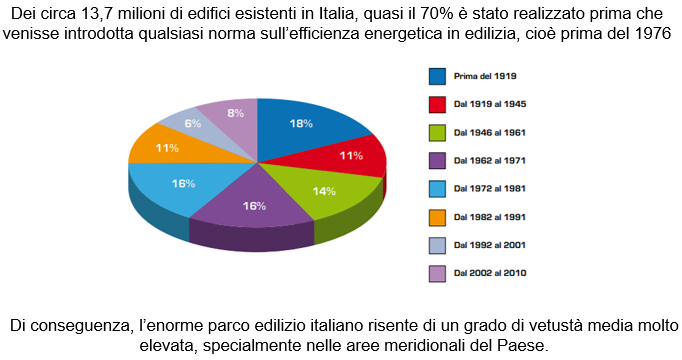 Dei circa 13,7 milioni di edifici esistenti in Italia, quasi il 70% è stato realizzato prima che
venisse introdotta qualsiasi norma sull’efficienza energetica in edilizia, cioè prima del 1976
18%
11%
14%
16%
16%
11%
6%
8%
Prima del 1919
Dal 1919 al 1945
Dal 1946 al 1961
Dal 1962 al 1971
Dal 1972 al 1981
Dal 1982 al 1991
Dal 1992 al 2001
Dal 2002 al 2010
Di conseguenza, l’enorme parco edilizio italiano risente di un grado di vetustà media molto
elevata, specialmente nelle aree meridionali del Paese.